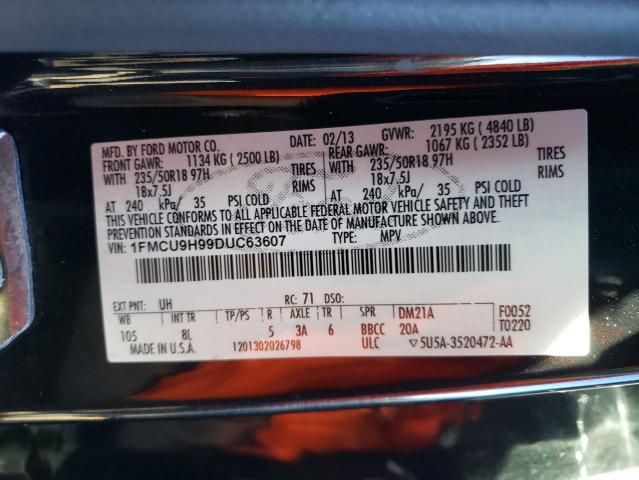 MFD. BY FORD MOTOR CO. DATE: 02/13 GVWR: 2195 KG ( 4840 LB)
FRONT GAWR: 1134 KG ( 2500 LB) REAR GAWR: 1067 KG ( 2352 LB)
WITH 235/50R18 97H TIRES WITH 235/50R18 97H TIRES
18x7.5J RIMS 18x7.5J RIMS
AT 240 kPa/ 35 PSI COLD AT 240 kPa/ 35 PSI COLD
THIS VEHICLE CONFORMS TO ALL APPLICABLE FEDERAL MOTOR VEHICLE SAFETY AND THEFT
PREVENTION STANDARDS IN EFFECT ON THE DATE OF MANUFACTURE SHOWN ABOVE.
VIN: 1FMCU9H99DUC63607 TYPE: MPV
EXT PNT: UH RC: 71 DSO:
WB INT TR TP/PS R AXLE TR SPR DM21A F0052
105 8L 5 3A 6 BBCC 20A T0220
MADE IN U.S.A. 1201302026798 ULC 5U5A-3520472-AA